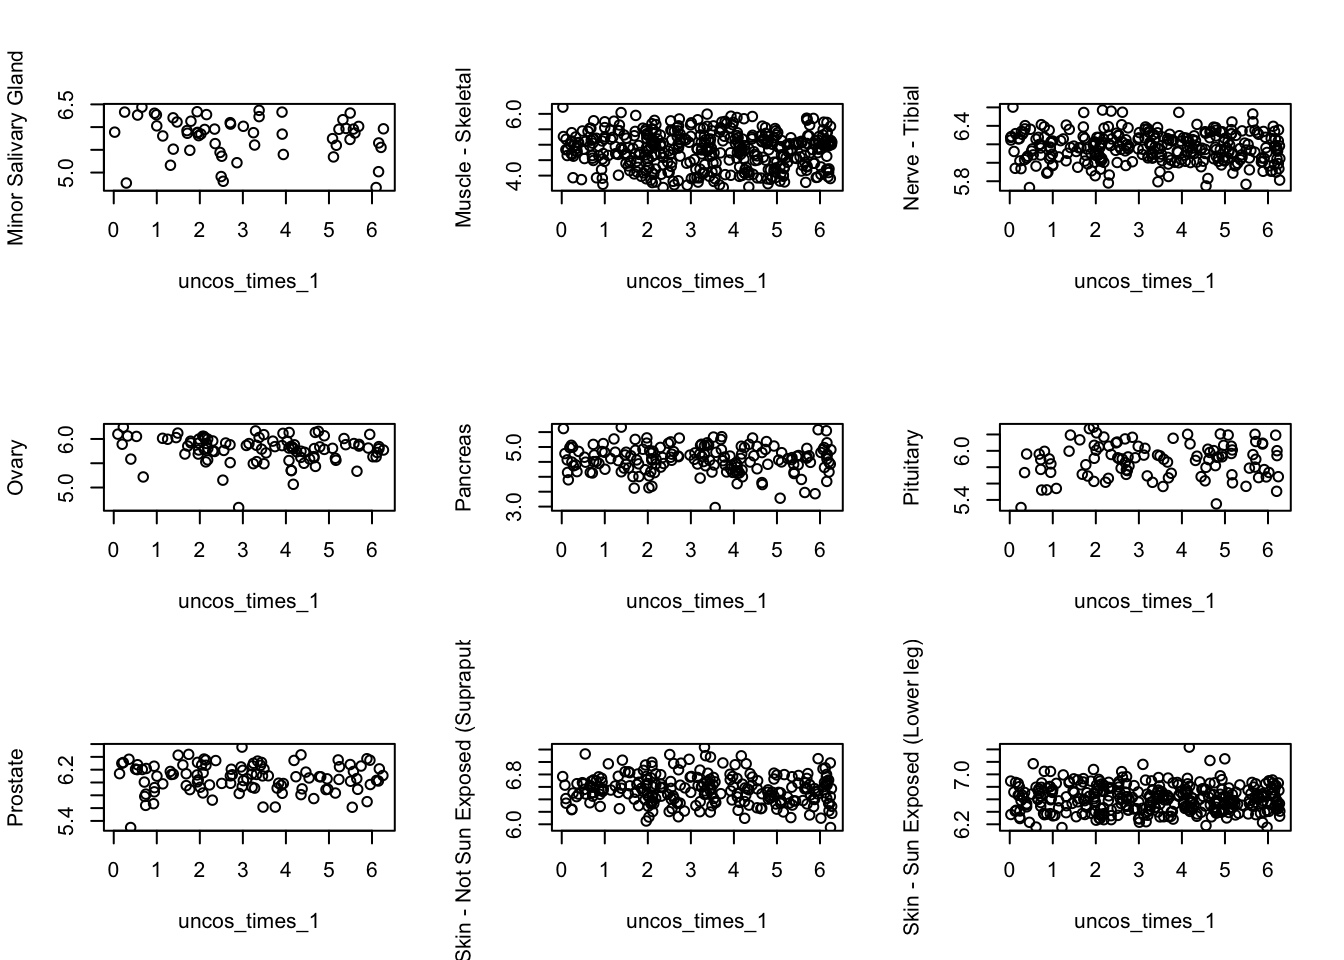 Minor Salivary Gland
6.5
5.0
0 1 2 3 4 5 6
uncos_times_1
Muscle - Skeletal
6.0
4.0
0 1 2 3 4 5 6
uncos_times_1
Nerve - Tibial
6.4
5.8
0 1 2 3 4 5 6
uncos_times_1
Ovary
6.0
5.0
0 1 2 3 4 5 6
uncos_times_1
Pancreas
5.0
3.0
0 1 2 3 4 5 6
uncos_times_1
Pituitary
6.0
5.4
0 1 2 3 4 5 6
uncos_times_1
Prostate
6.2
5.4
0 1 2 3 4 5 6
uncos_times_1
Skin - Not Sun Exposed (Suprapub
6.8
6.0
0 1 2 3 4 5 6
uncos_times_1
Skin - Sun Exposed (Lower leg)
7.0
6.2
0 1 2 3 4 5 6
uncos_times_1